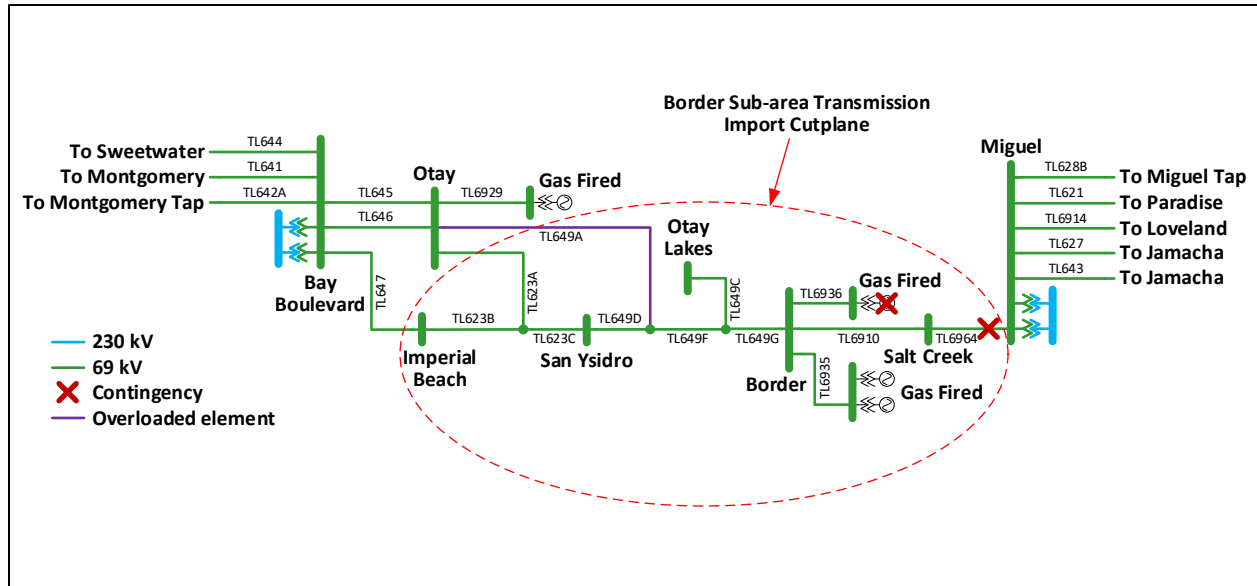 Border Sub-area Transmission
Import Cutplane
Miguel
TL644
To Sweetwater
TL641
To Montgomery
TL642A
To Montgomery Tap
TL645
Otay
TL6929
Gas Fired
TL646
TL649A
TL628B
To Miguel Tap
TL621
To Paradise
TL6914
To Loveland
TL627
To Jamacha
TL643
To Jamacha
Otay
Lakes
Gas Fired
Bay
Boulevard
TL647
TL623A
TL649C
TL6936
TL623B
TL649D
TL623C
TL649F
TL649G
TL6910
TL6964
Imperial
Beach
San Ysidro
Border
Salt Creek
TL6935
Gas Fired
230 kV
69 kV
Contingency
Overloaded element